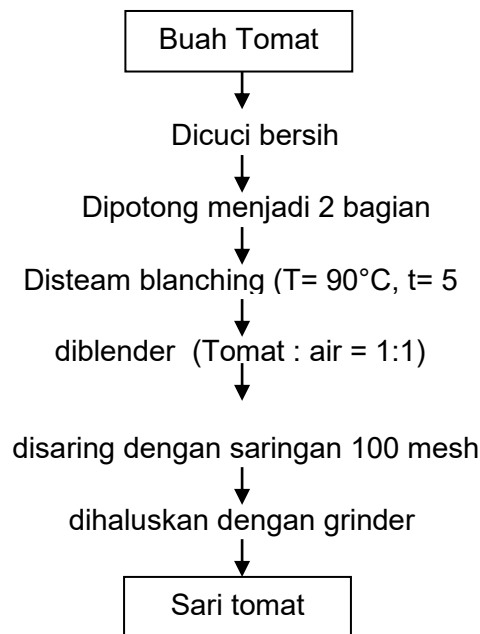 Buah Tomat
Dicuci bersih
Dipotong menjadi 2 bagian
Disteam blanching (T= 90°C, t= 5
diblender (Tomat : air = 1:1)
disaring dengan saringan 100 mesh
dihaluskan dengan grinder
Sari tomat